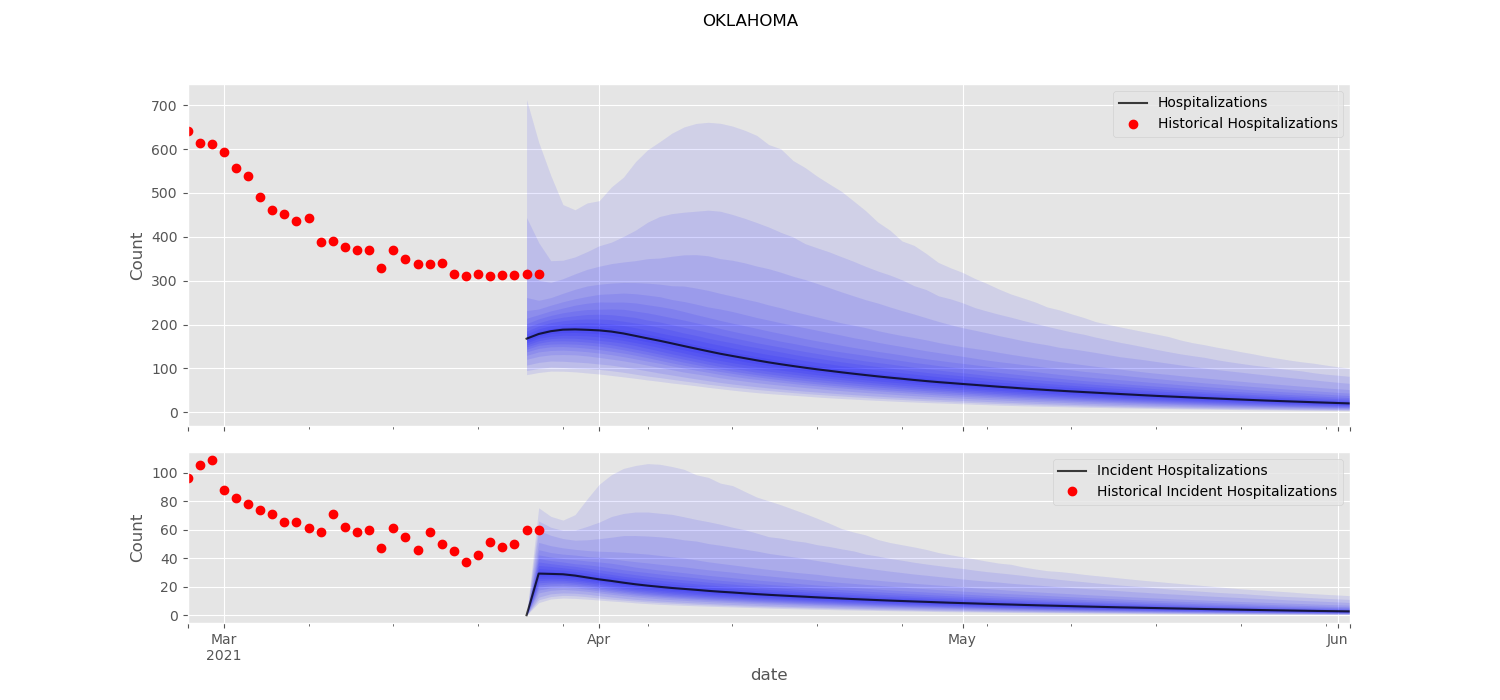 OKLAHOMA
700
600
500
400
300
200
100
0
Count
Hospitalizations
Historical Hospitalizations
100
80
60
40
20
0
Count
Incident Hospitalizations
Historical Incident Hospitalizations
Mar
2021
Apr
May
Jun
date